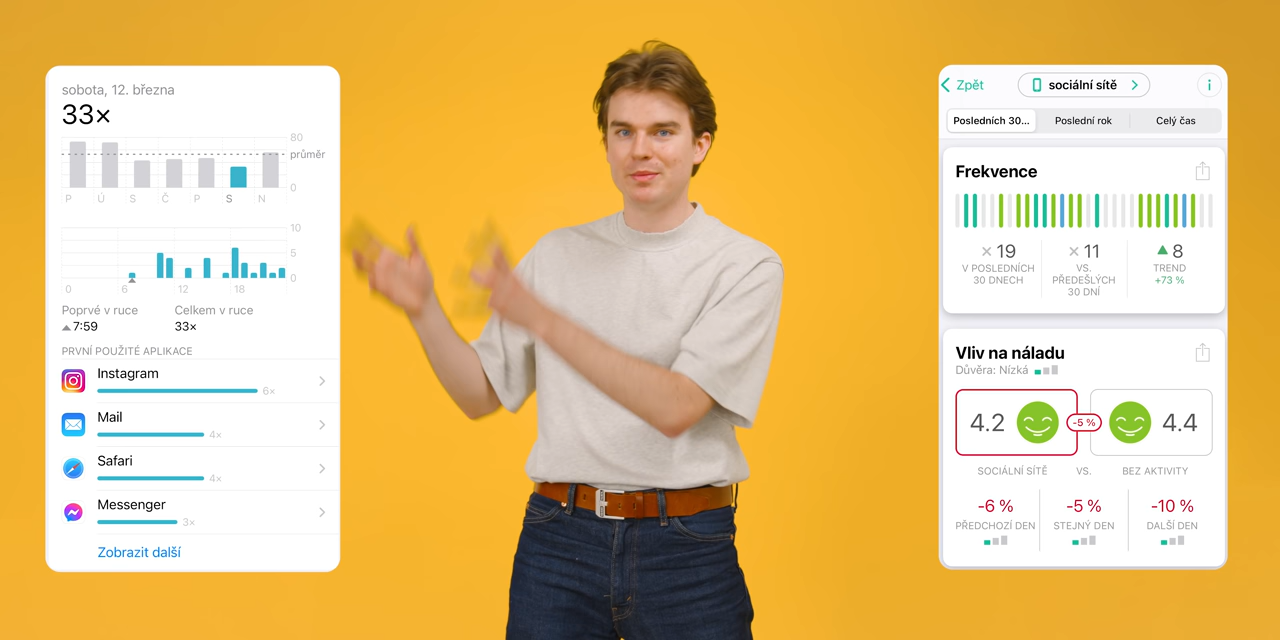 sobota, 12. března
33×
80
průměr
0
P Ú S Č P S N
10
5
0
0 6 12 18
Poprvé v ruce Celkem v ruce
7:59 33×
PRVNÍ POUŽITÉ APLIKACE
Instagram
6×
Mail
4×
Safari
4×
Messenger
3×
Zobrazit další
Zpět sociální sítě i
Posledních 30... Poslední rok Celý čas
Frekvence
× 19 × 11 8
V POSLEDNÍCH
30 DNECH
VS.
PŘEDEŠLÝCH
30 DNÍ
TREND
+73 %
Vliv na náladu
Důvěra: Nízká
4.2 -5 % 4.4
SOCIÁLNÍ SÍTĚ VS. BEZ AKTIVITY
-6 % -5 % -10 %
PŘEDCHOZÍ DEN STEJNÝ DEN DALŠÍ DEN